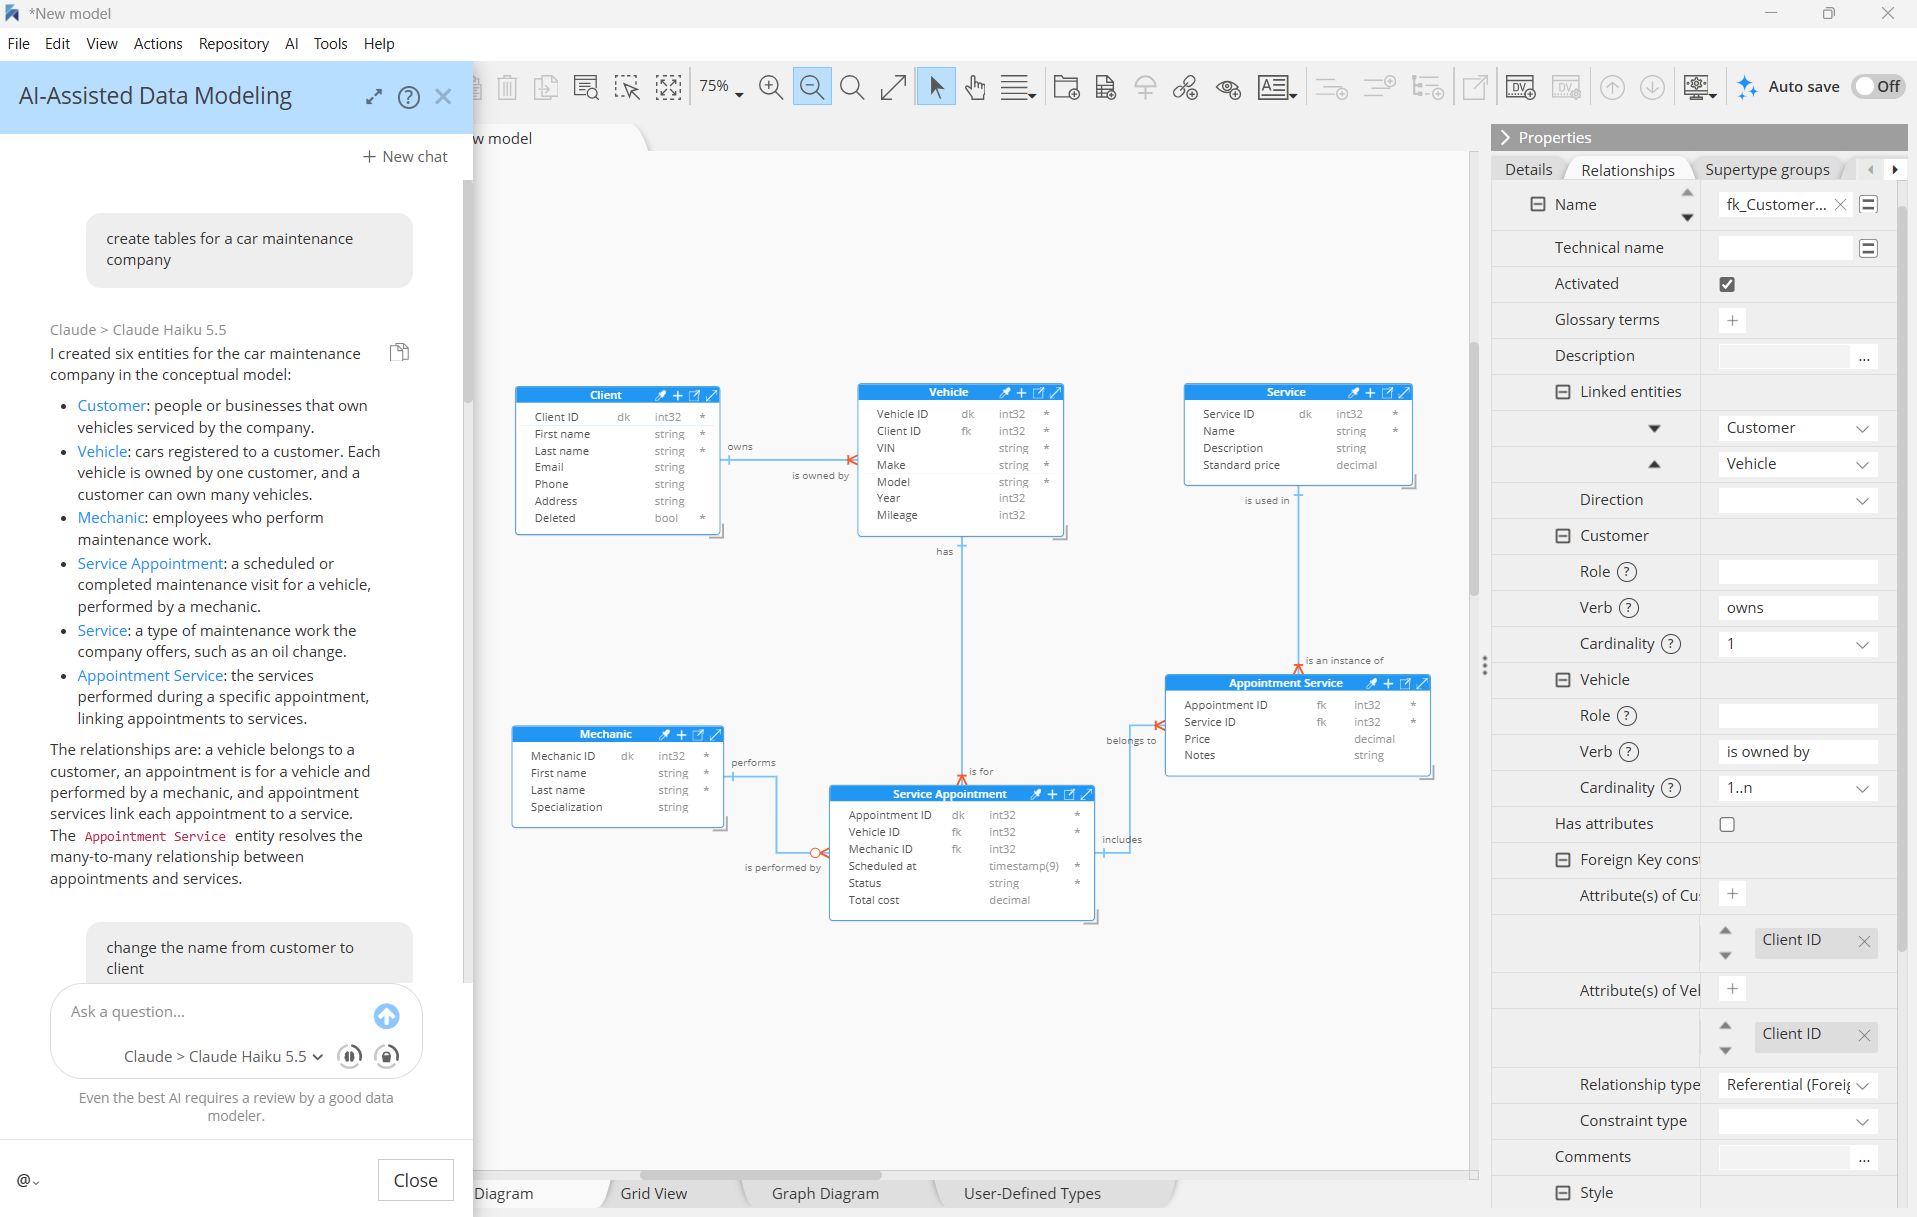 *New model
File Edit View Actions Repository AI Tools Help
AI-Assisted Data Modeling
75%
Auto save Off
+ New chat
create tables for a car maintenance
company
Claude > Claude Haiku 5.5
I created six entities for the car maintenance
company in the conceptual model:
• Customer: people or businesses that own
vehicles serviced by the company.
• Vehicle: cars registered to a customer. Each
vehicle is owned by one customer, and a
customer can own many vehicles.
• Mechanic: employees who perform
maintenance work.
• Service Appointment: a scheduled or
completed maintenance visit for a vehicle,
performed by a mechanic.
• Service: a type of maintenance work the
company offers, such as an oil change.
• Appointment Service: the services
performed during a specific appointment,
linking appointments to services.
The relationships are: a vehicle belongs to a
customer, an appointment is for a vehicle and
performed by a mechanic, and appointment
services link each appointment to a service.
The Appointment Service entity resolves the
many-to-many relationship between
appointments and services.
change the name from customer to
client
Ask a question...
Claude > Claude Haiku 5.5
Even the best AI requires a review by a good data
modeler.
@
Close
w model
Client
Client ID dk int32 *
First name string *
Last name string *
Email string
Phone string
Address string
Deleted bool *
owns
is owned by
Vehicle
Vehicle ID dk int32 *
Client ID fk int32 *
VIN string *
Make string *
Model string *
Year int32
Mileage int32
Service
Service ID dk int32 *
Name string *
Description string
Standard price decimal
is used in
has
is an instance of
Appointment Service
Appointment ID fk int32 *
Service ID fk int32 *
Price decimal
Notes string
belongs to
Mechanic
Mechanic ID dk int32 *
First name string *
Last name string *
Specialization string
performs
is performed by
is for
Service Appointment
Appointment ID dk int32 *
Vehicle ID fk int32 *
Mechanic ID fk int32
Scheduled at timestamp(9) *
Status string *
Total cost decimal
includes
Diagram Grid View Graph Diagram User-Defined Types
Properties
Details Relationships Supertype groups
Name fk_Customer...
Technical name
Activated
Glossary terms +
Description ...
Linked entities
Customer
Vehicle
Direction
Customer
Role ?
Verb ? owns
Cardinality ? 1
Vehicle
Role ?
Verb ? is owned by
Cardinality ? 1..n
Has attributes
Foreign Key cons
Attribute(s) of Cu +
Client ID
Attribute(s) of Ve +
Client ID
Relationship type Referential (Forei
Constraint type
Comments ...
Style